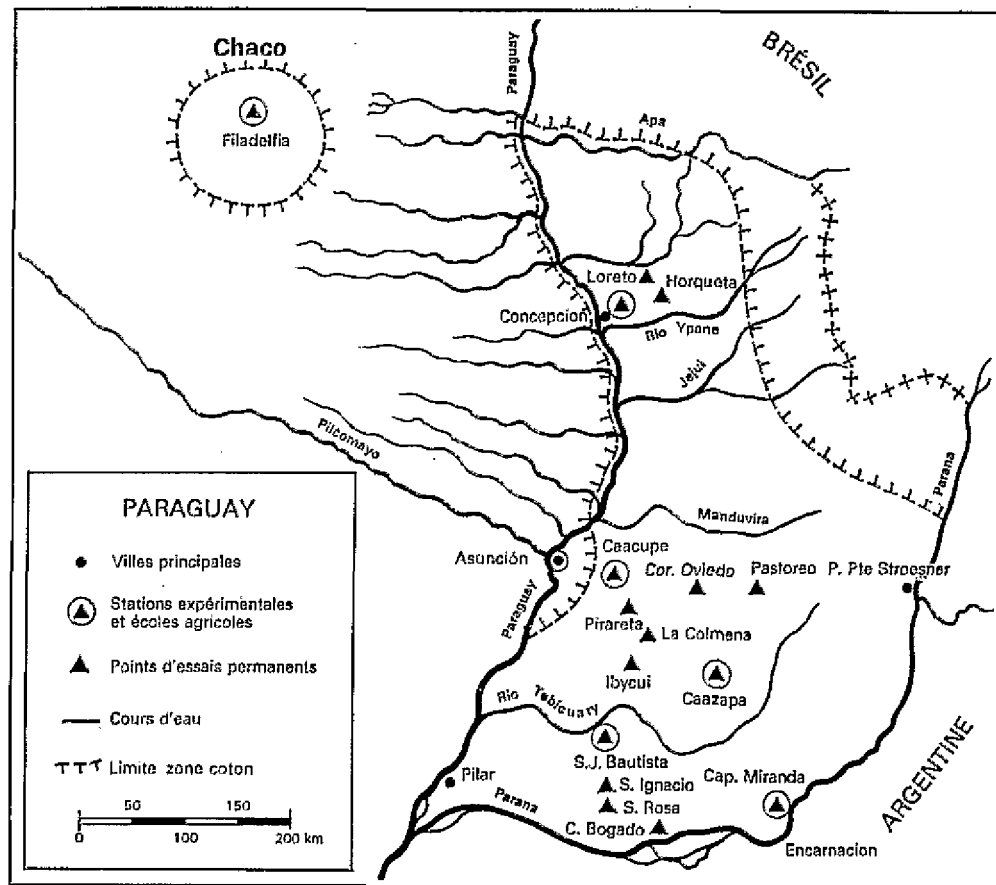 Chaco
Filadelfia
Paraguay
BRÉSIL
Apa
Loreto
Horqueta
Concepcion
Rio Ypane
Jejui
Pilcomayo
Parana
Manduvira
Asunción
Caacupe
Cor. Oviedo
Pastoreo
P. Pte Stroesner
Paraguay
Pirareta
La Colmena
Ibycui
Caazapa
Rio Tebicuary
S.J. Bautista
Pilar
S. Ignacio
Cap. Miranda
S. Rosa
Parana
C. Bogado
Encarnacion
ARGENTINE
PARAGUAY
Villes principales
Stations expérimentales
et écoles agricoles
Points d'essais permanents
Cours d'eau
Limite zone coton
50 150
0 100 200 km